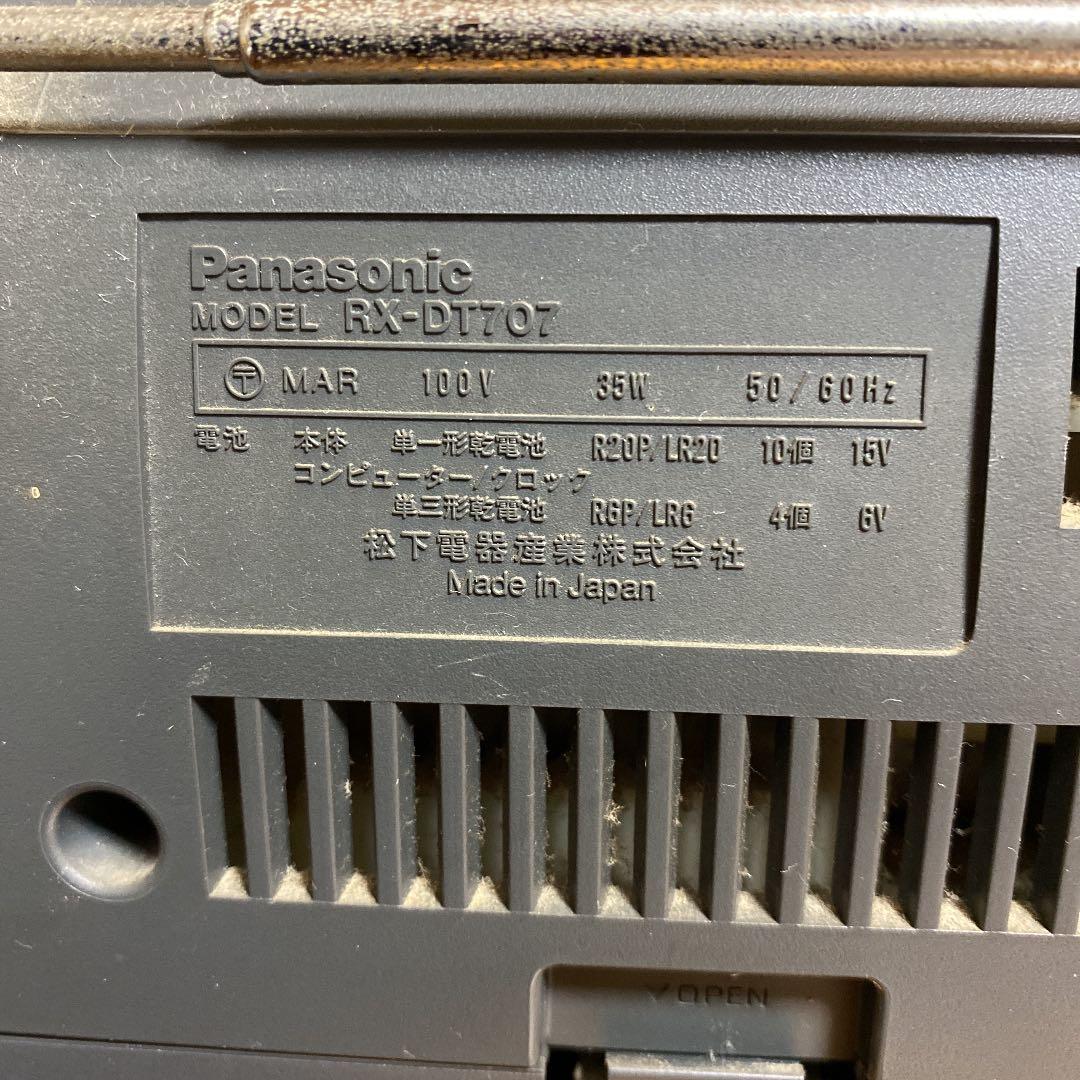 Panasonic
MODEL RX-DT707
〒 MAR 100V 35W 50/60Hz
電池 本体 単一形乾電池 R20P/LR20 10個 15V
コンピューター/クロック
単三形乾電池 R6P/LR6 4個 6V
松下電器産業株式会社
Made in Japan
OPEN